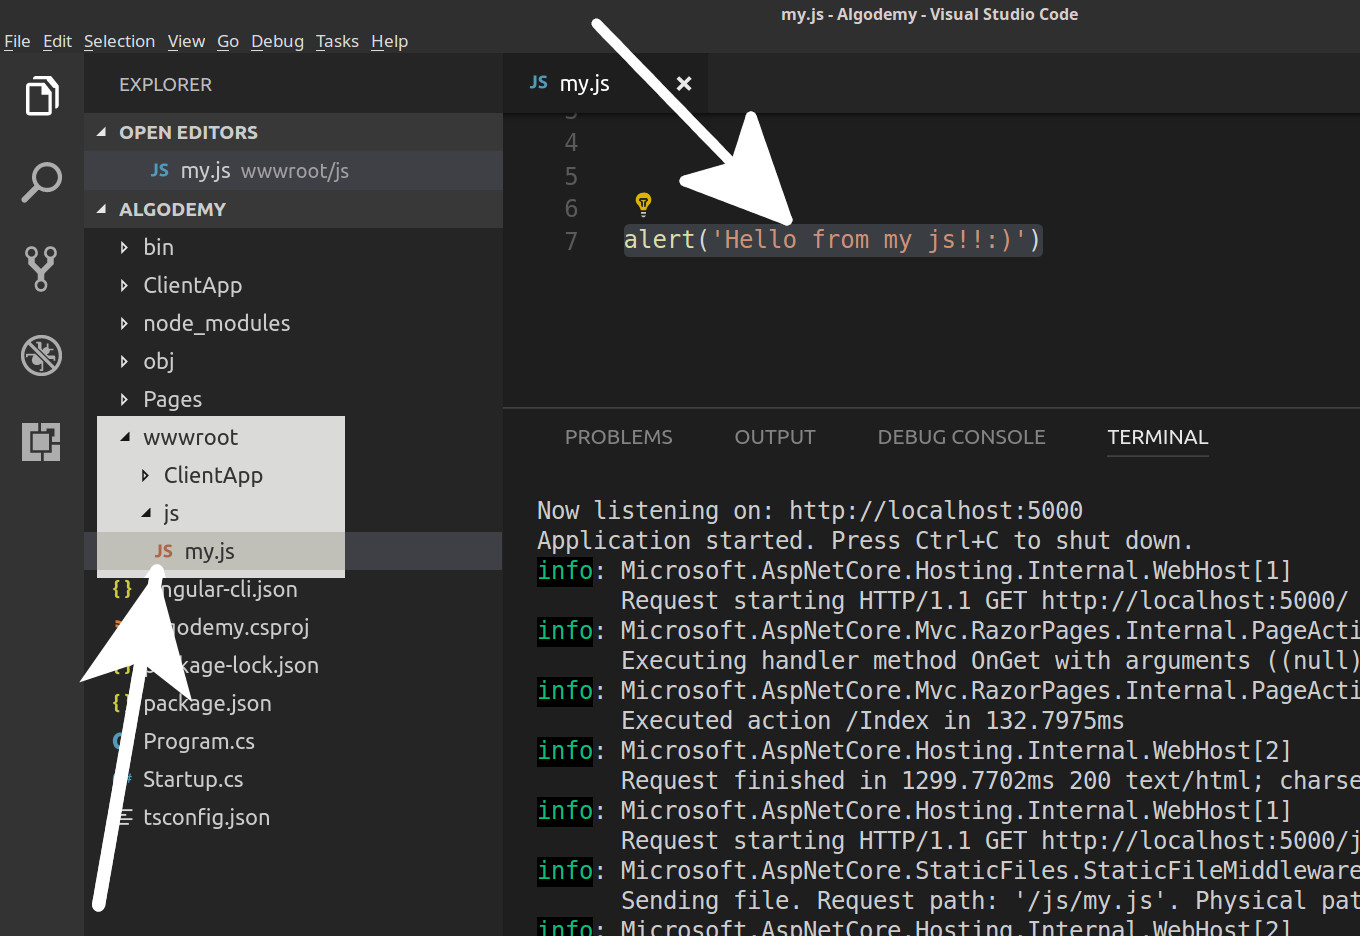 my.js - Algodemy - Visual Studio Code
File Edit Selection View Go Debug Tasks Help
EXPLORER
OPEN EDITORS
JS my.js wwwroot/js
ALGODEMY
bin
ClientApp
node_modules
obj
Pages
wwwroot
ClientApp
js
JS my.js
ngular-cli.json
odemy.csproj
kage-lock.json
{ package.json
Program.cs
Startup.cs
tsconfig.json
JS my.js
4
5
6
7 alert('Hello from my js!!:)')
PROBLEMS OUTPUT DEBUG CONSOLE TERMINAL
Now listening on: http://localhost:5000
Application started. Press Ctrl+C to shut down.
info: Microsoft.AspNetCore.Hosting.Internal.WebHost[1]
Request starting HTTP/1.1 GET http://localhost:5000/
info: Microsoft.AspNetCore.Mvc.RazorPages.Internal.PageActi
Executing handler method OnGet with arguments ((null)
info: Microsoft.AspNetCore.Mvc.RazorPages.Internal.PageActi
Executed action /Index in 132.7975ms
info: Microsoft.AspNetCore.Hosting.Internal.WebHost[2]
Request finished in 1299.7702ms 200 text/html; charse
info: Microsoft.AspNetCore.Hosting.Internal.WebHost[1]
Request starting HTTP/1.1 GET http://localhost:5000/j
info: Microsoft.AspNetCore.StaticFiles.StaticFileMiddleware
Sending file. Request path: '/js/my.js'. Physical pat
info: Microsoft.AspNetCore.Hosting.Internal.WebHost[2]